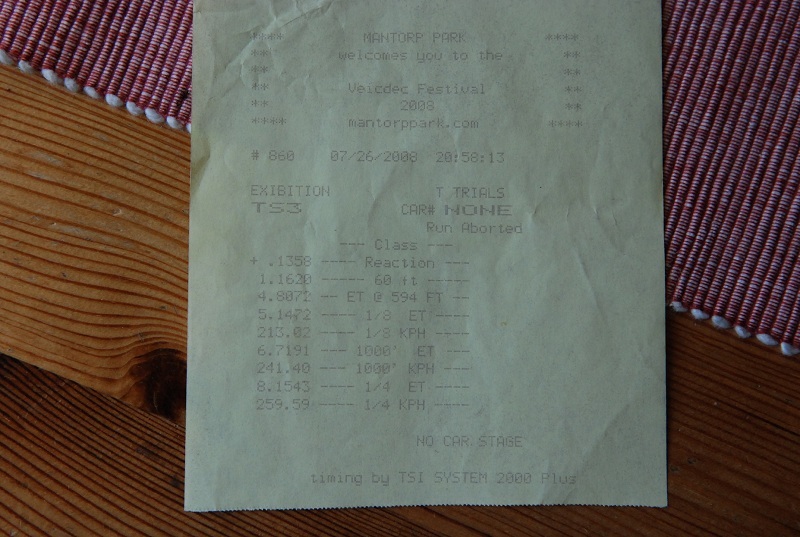 **** MANTORP PARK ****
** welcomes you to the **
** **
** Veicdec Festival **
** 2008 **
**** mantorppark.com ****
# 860 07/26/2008 20:58:13
EXIBITION T TRIALS
TS3 CAR# NONE
Run Aborted
--- Class ---
+ .1358 ---- Reaction ---
1.1620 ----- 60 ft -----
4.8072 -- ET @ 594 FT --
5.1472 ---- 1/8 ET ----
213.02 ---- 1/8 KPH ----
6.7191 --- 1000' ET ---
241.40 --- 1000' KPH ---
8.1543 ---- 1/4 ET ----
259.59 ---- 1/4 KPH ----
NO CAR STAGE
timing by TSI SYSTEM 2000 Plus